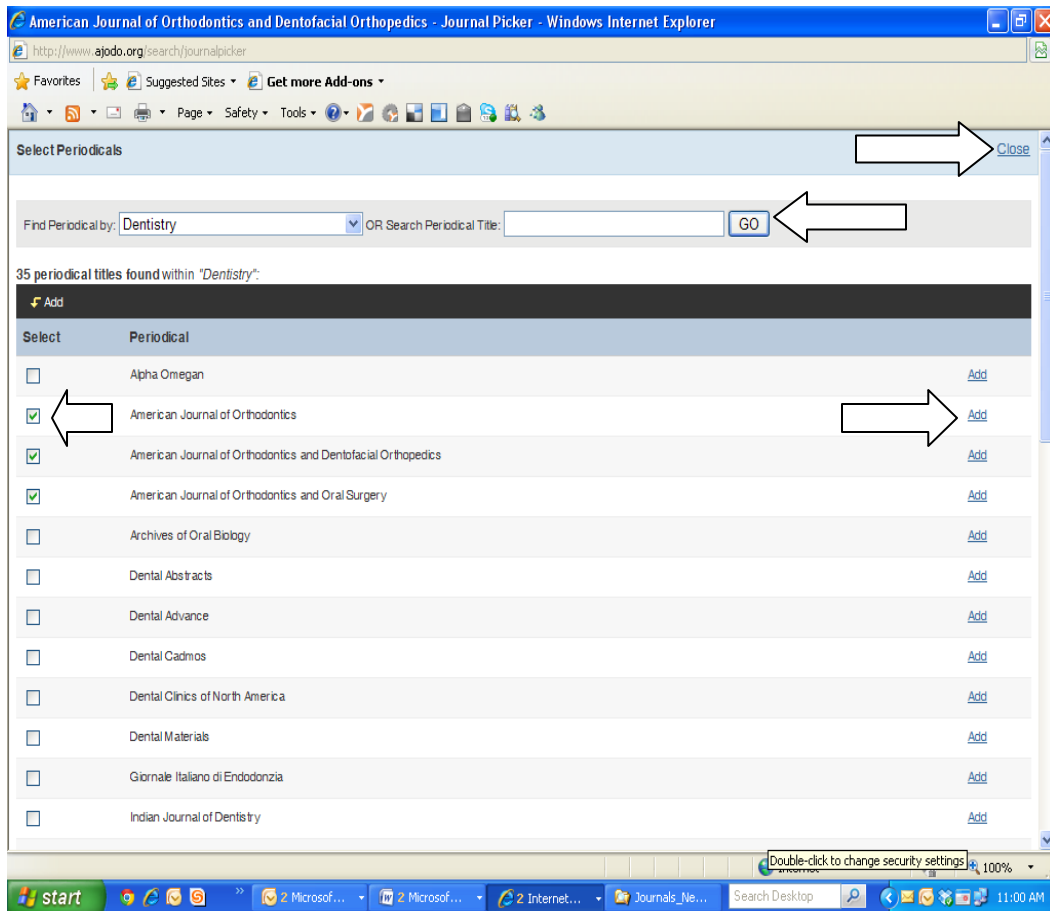 American Journal of Orthodontics and Dentofacial Orthopedics - Journal Picker - Windows Internet Explorer
http://www.ajodo.org/search/journalpicker
Favorites Suggested Sites Get more Add-ons
Page Safety Tools
Select Periodicals Close
Find Periodical by: Dentistry OR Search Periodical Title: GO
35 periodical titles found within "Dentistry":
Add
Select Periodical
Alpha Omegan Add
American Journal of Orthodontics Add
American Journal of Orthodontics and Dentofacial Orthopedics Add
American Journal of Orthodontics and Oral Surgery Add
Archives of Oral Biology Add
Dental Abstracts Add
Dental Advance Add
Dental Cadmos Add
Dental Clinics of North America Add
Dental Materials Add
Giornale Italiano di Endodonzia Add
Indian Journal of Dentistry Add
Double-click to change security settings 100%
start 2 Microsof... 2 Microsof... 2 Internet... Journals_Ne... Search Desktop 11:00 AM